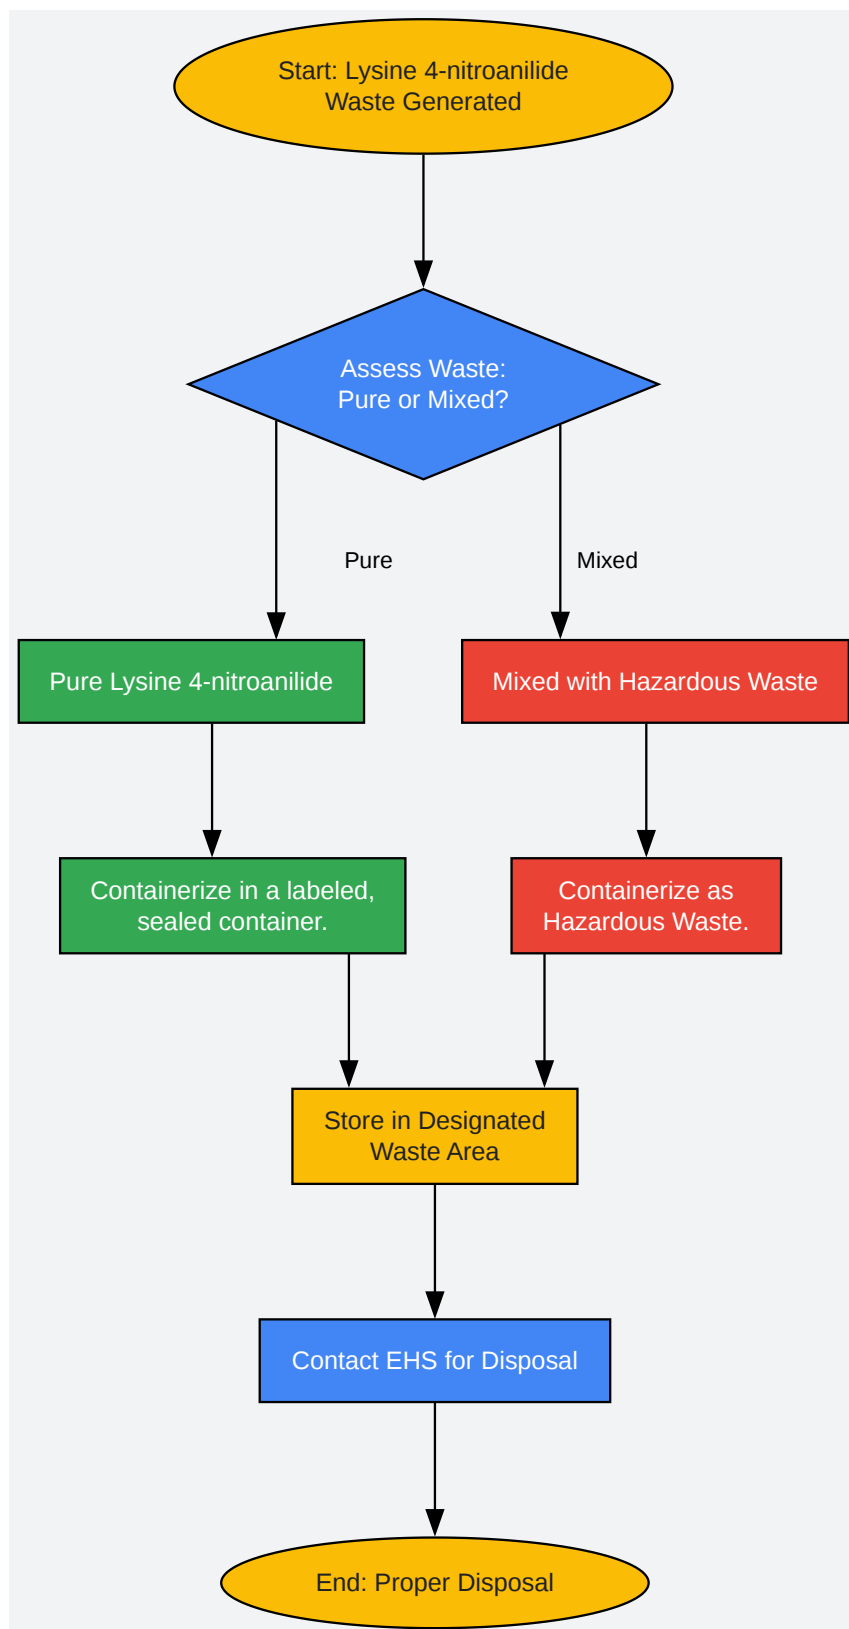 Start: Lysine 4-nitroanilide
Waste Generated
Assess Waste:
Pure or Mixed?
Pure
Mixed
Pure Lysine 4-nitroanilide
Mixed with Hazardous Waste
Containerize in a labeled,
sealed container.
Containerize as
Hazardous Waste.
Store in Designated
Waste Area
Contact EHS for Disposal
End: Proper Disposal